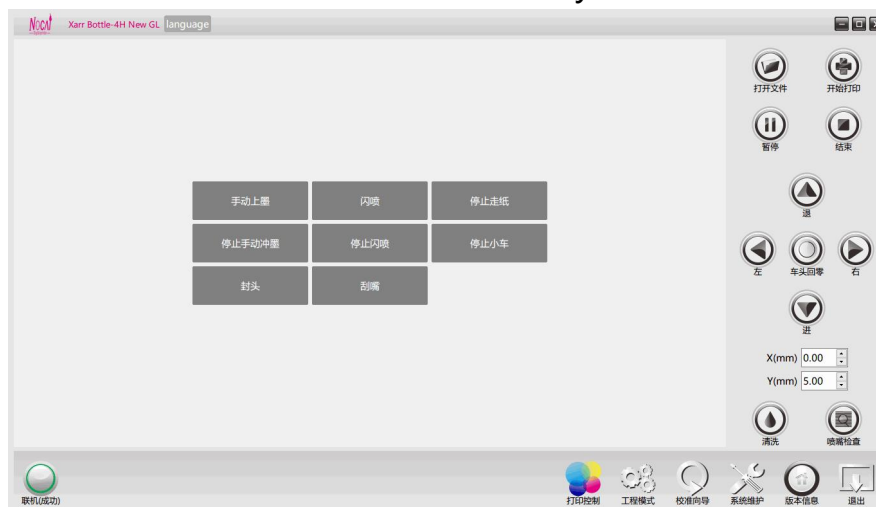 Nocai Xarr Bottle-4H New GL language
打开文件 开始打印
暂停 结束
手动上墨 闪喷 停止走纸
退
停止手动冲墨 停止闪喷 停止小车
左 车头回零 右
封头 刮嘴
进
X(mm) 0.00
Y(mm) 5.00
清洗 喷嘴检查
联机(成功) 打印控制 工程模式 校准向导 系统维护 版本信息 退出